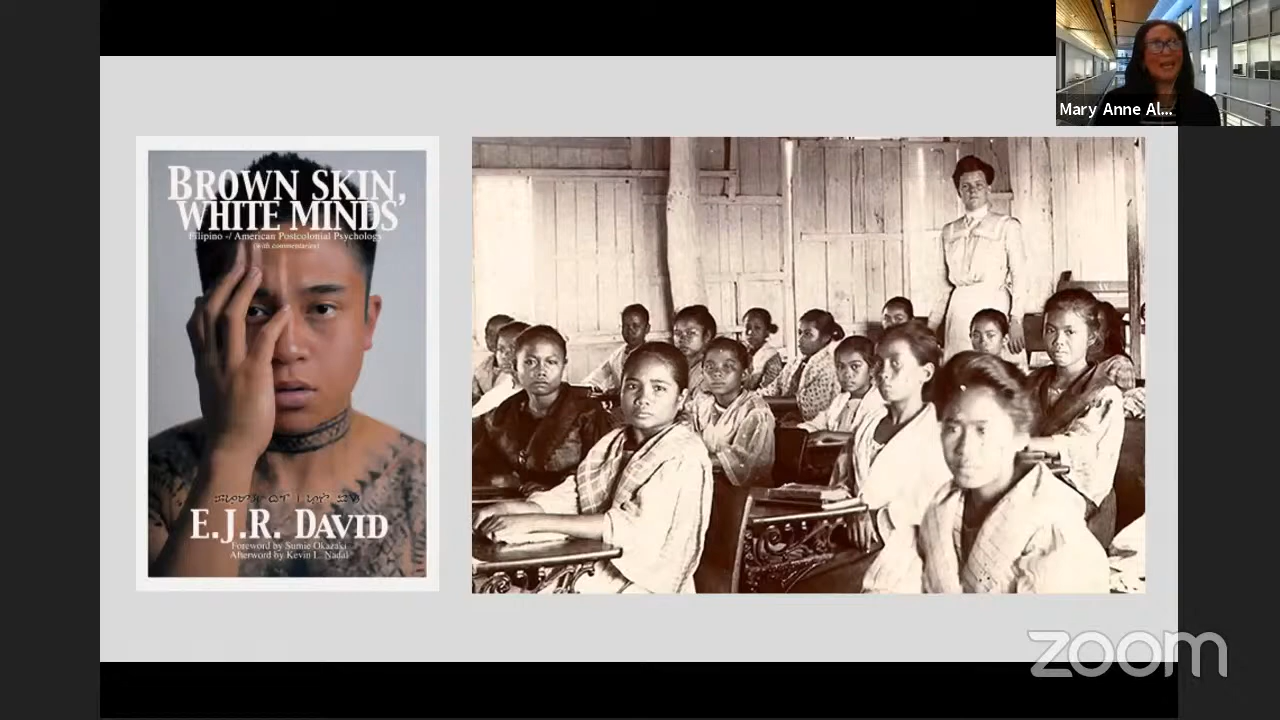 Mary Anne Al...
BROWN SKIN,
WHITE MINDS
Filipino -/ American Postcolonial Psychology
(with commentaries)
E.J.R. DAVID
Foreword by Sumie Okazaki
Afterword by Kevin L. Nadal
zoom